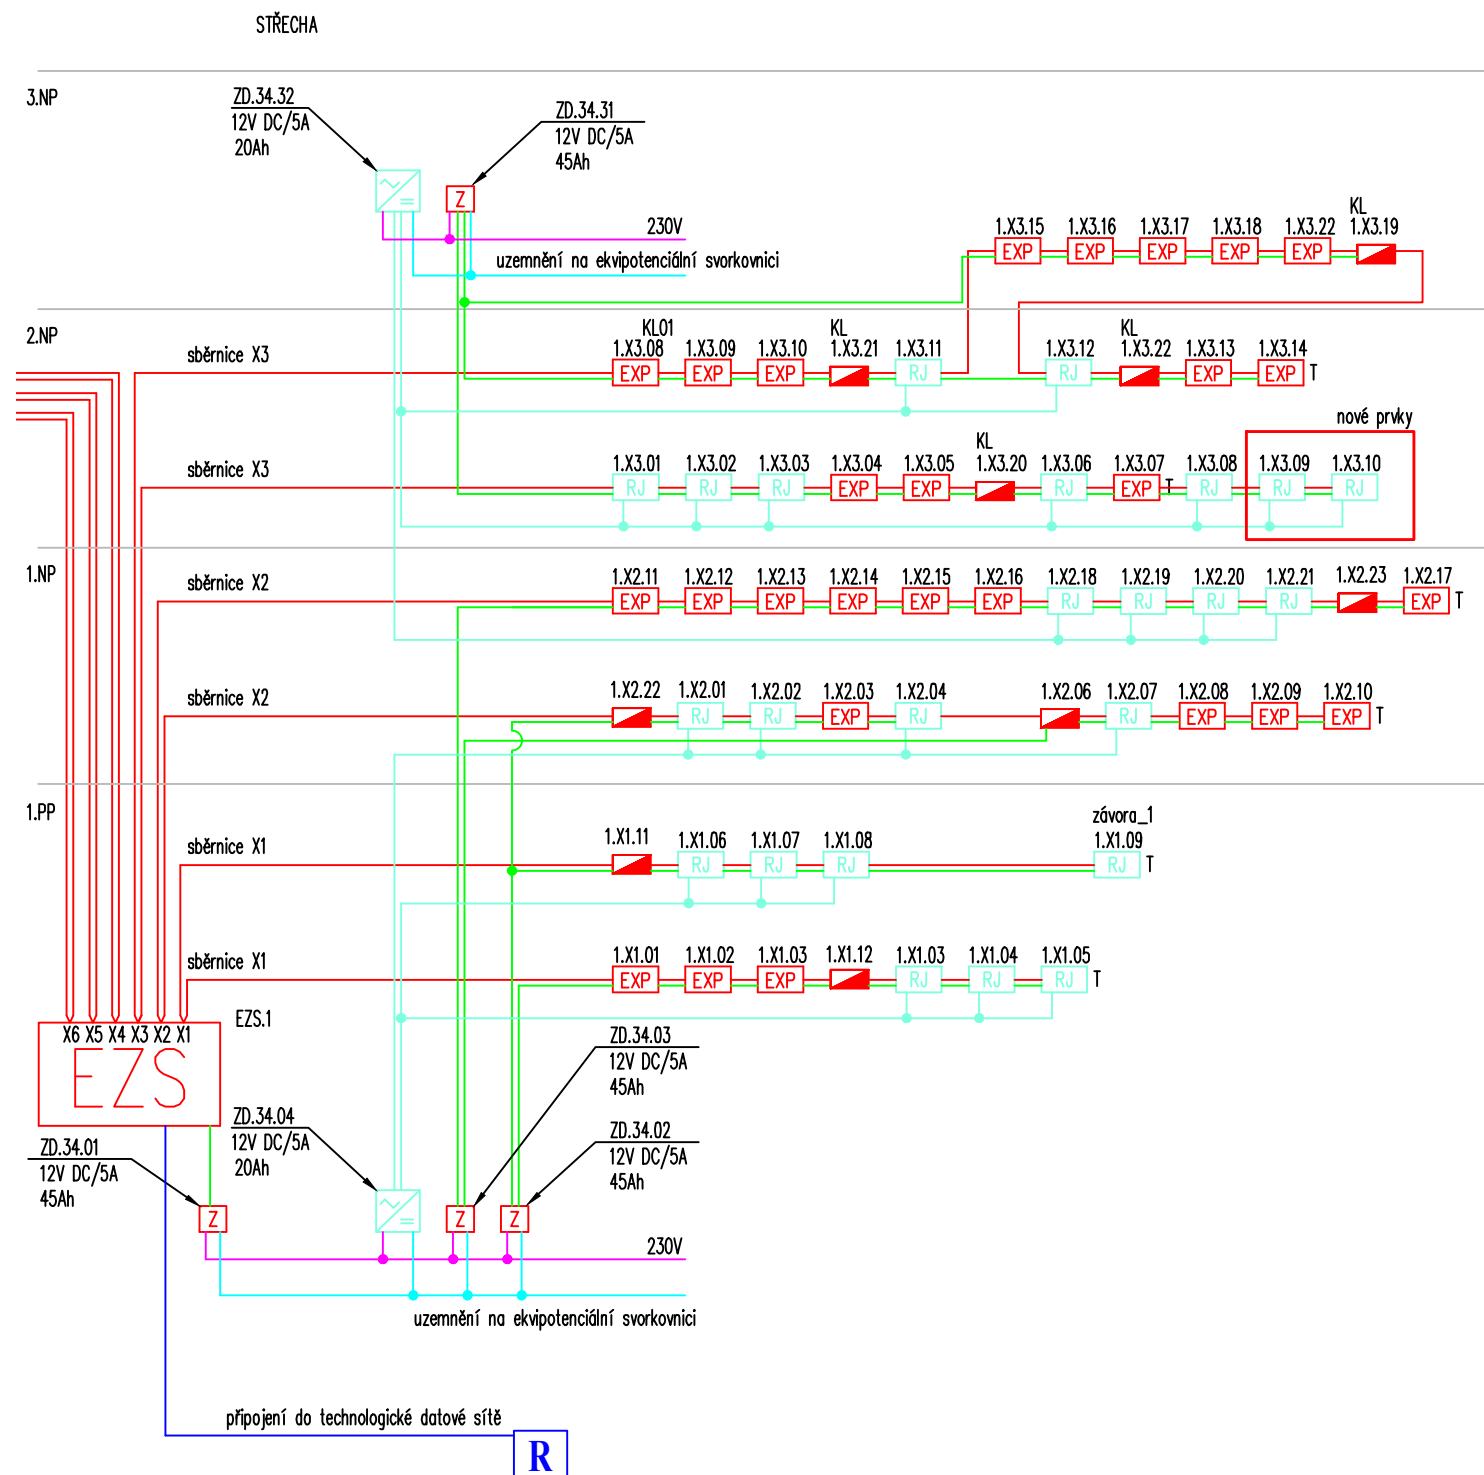 STŘECHA
3.NP
ZD.34.32
12V DC/5A
20Ah
ZD.34.31
12V DC/5A
45Ah
Z
230V
uzemnění na ekvipotenciální svorkovnici
KL
1.X3.15 1.X3.16 1.X3.17 1.X3.18 1.X3.22 1.X3.19
EXP EXP EXP EXP EXP
2.NP
sběrnice X3
KL01 KL KL
1.X3.08 1.X3.09 1.X3.10 1.X3.21 1.X3.11 1.X3.12 1.X3.22 1.X3.13 1.X3.14
EXP EXP EXP RJ RJ EXP EXP T
nové prvky
sběrnice X3
KL
1.X3.01 1.X3.02 1.X3.03 1.X3.04 1.X3.05 1.X3.20 1.X3.06 1.X3.07 1.X3.08 1.X3.09 1.X3.10
RJ RJ RJ EXP EXP RJ EXP T RJ RJ RJ
1.NP
sběrnice X2
1.X2.11 1.X2.12 1.X2.13 1.X2.14 1.X2.15 1.X2.16 1.X2.18 1.X2.19 1.X2.20 1.X2.21 1.X2.23 1.X2.17
EXP EXP EXP EXP EXP EXP RJ RJ RJ RJ EXP T
sběrnice X2
1.X2.22 1.X2.01 1.X2.02 1.X2.03 1.X2.04 1.X2.06 1.X2.07 1.X2.08 1.X2.09 1.X2.10
RJ RJ EXP RJ RJ EXP EXP EXP T
1.PP
závora_1
sběrnice X1
1.X1.11 1.X1.06 1.X1.07 1.X1.08 1.X1.09
RJ RJ RJ RJ T
sběrnice X1
1.X1.01 1.X1.02 1.X1.03 1.X1.12 1.X1.03 1.X1.04 1.X1.05
EXP EXP EXP RJ RJ RJ T
EZS.1
X6 X5 X4 X3 X2 X1
EZS
ZD.34.03
12V DC/5A
45Ah
ZD.34.04
12V DC/5A
20Ah
ZD.34.02
12V DC/5A
45Ah
ZD.34.01
12V DC/5A
45Ah
Z Z Z
230V
uzemnění na ekvipotenciální svorkovnici
připojení do technologické datové sítě
R